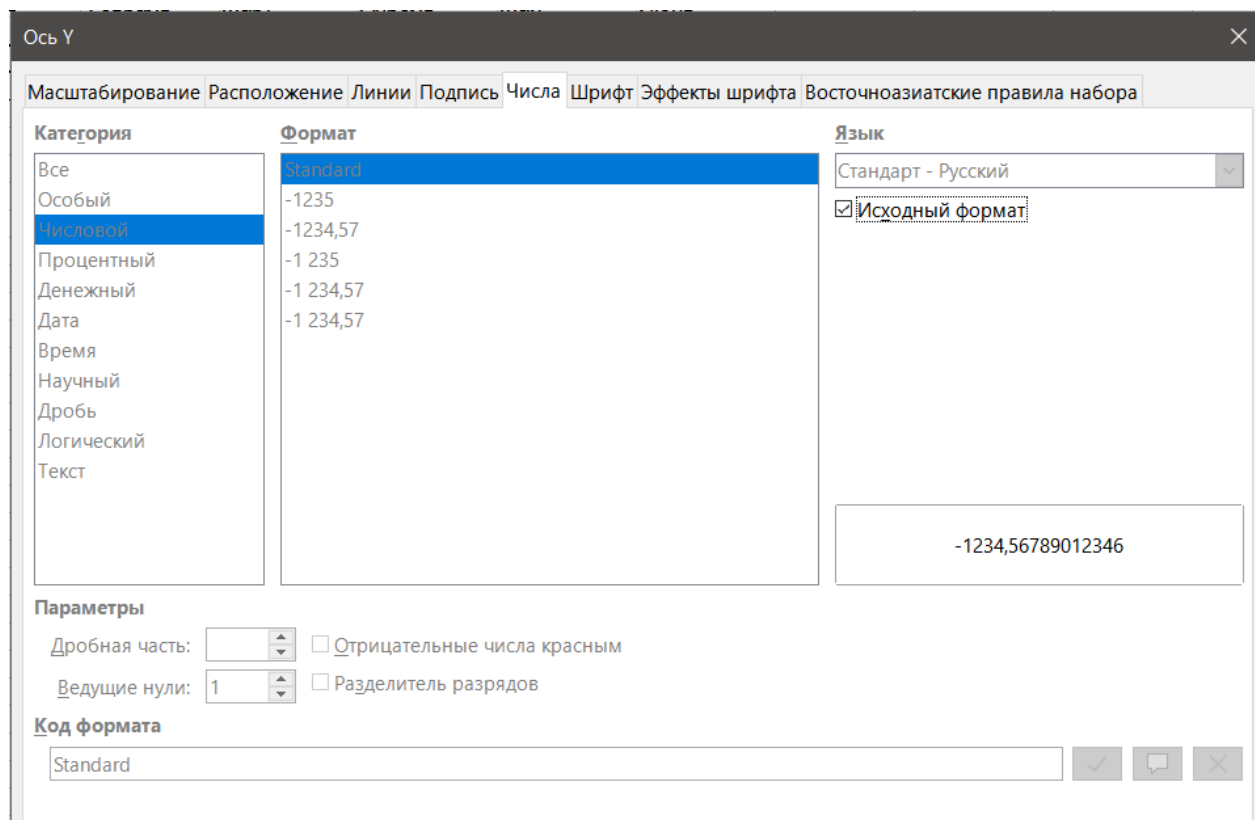 Ось Y
Масштабирование Расположение Линии Подпись Числа Шрифт Эффекты шрифта Восточноазиатские правила набора
Категория
Все
Особый
Числовой
Процентный
Денежный
Дата
Время
Научный
Дробь
Логический
Текст
Формат
Standard
-1235
-1234,57
-1 235
-1 234,57
-1 234,57
Язык
Стандарт - Русский
Исходный формат
-1234,56789012346
Параметры
Дробная часть:
Отрицательные числа красным
Ведущие нули: 1
Разделитель разрядов
Код формата
Standard